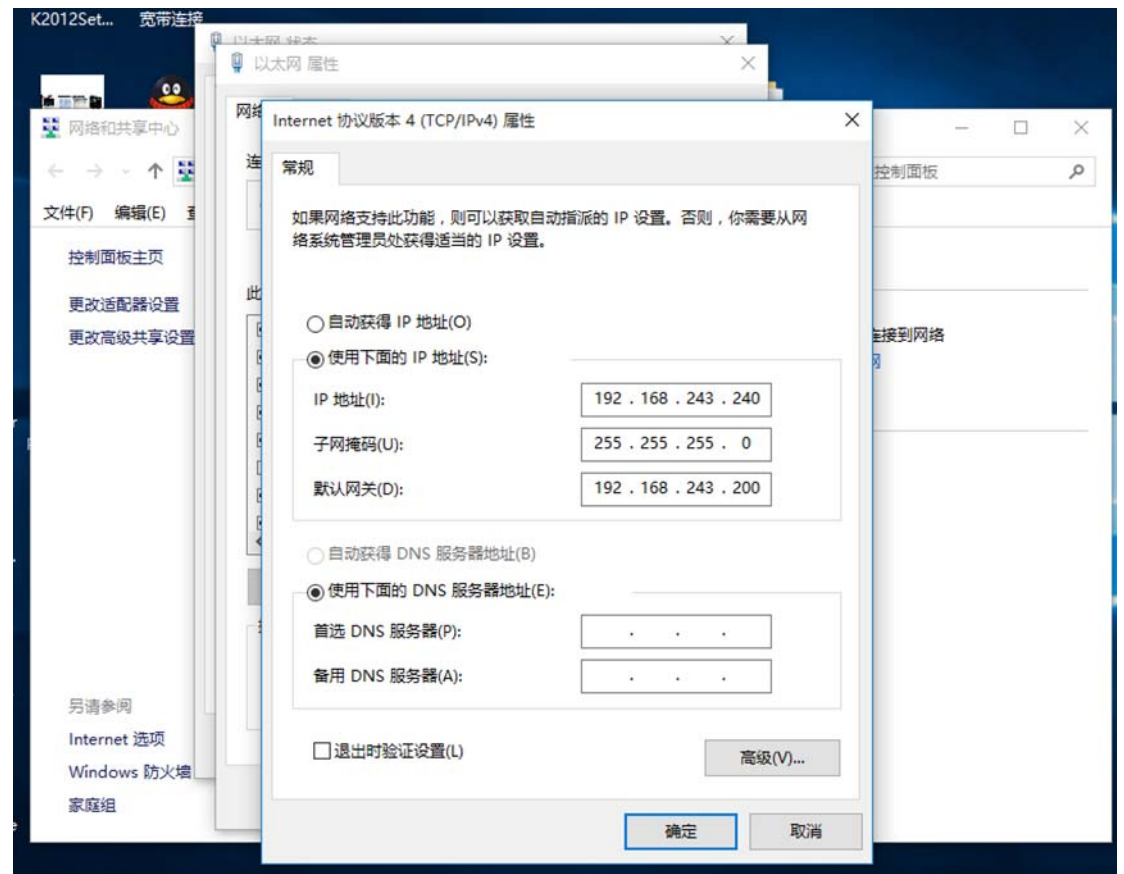 K2012Set... 宽带连接
以太网 状态
以太网 属性
网络和共享中心
网络
Internet 协议版本 4 (TCP/IPv4) 属性
控制面板
常规
文件(F) 编辑(E)
如果网络支持此功能，则可以获取自动指派的 IP 设置。否则，你需要从网
络系统管理员处获得适当的 IP 设置。
控制面板主页
更改适配器设置
更改高级共享设置
连
此
自动获得 IP 地址(O)
使用下面的 IP 地址(S):
IP 地址(I): 192 . 168 . 243 . 240
子网掩码(U): 255 . 255 . 255 . 0
默认网关(D): 192 . 168 . 243 . 200
连接到网络
网
自动获得 DNS 服务器地址(B)
使用下面的 DNS 服务器地址(E):
首选 DNS 服务器(P): . . .
备用 DNS 服务器(A): . . .
退出时验证设置(L)
高级(V)...
确定 取消
另请参阅
Internet 选项
Windows 防火墙
家庭组